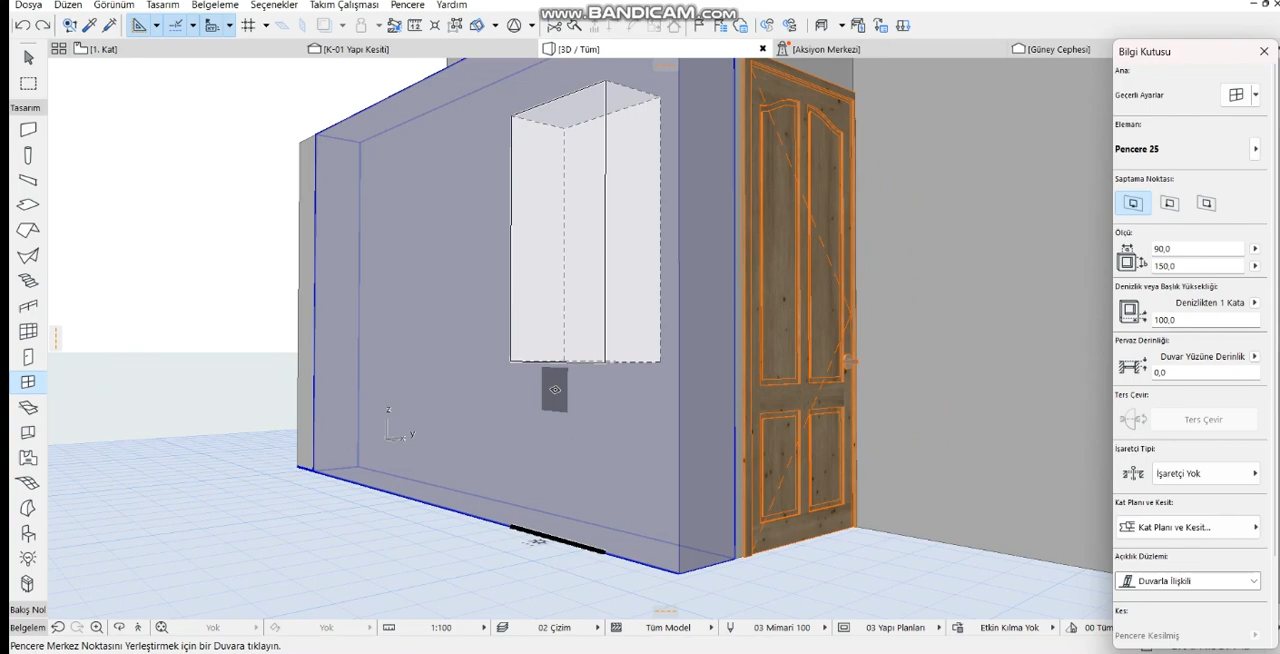 Dosya Düzen Görünüm Tasarım Belgeleme Seçenekler Takım Çalışması Pencere Yardım
www.BANDICAM.com
[1. Kat] [K-01 Yapı Kesiti] [3D / Tüm] [Aksiyon Merkezi] [Güney Cephesi]
Tasarım
Bakış Nol
Belgelem
z
y
Bilgi Kutusu
Ana:
Geçerli Ayarlar
Eleman:
Pencere 25
Saptama Noktası:
Ölçü:
90,0
150,0
Denizlik veya Başlık Yüksekliği:
Denizlikten 1 Kata
100,0
Pervaz Derinliği:
Duvar Yüzüne Derinlik
0,0
Ters Çevir:
Ters Çevir
İşaretçi Tipi:
İşaretçi Yok
Kat Planı ve Kesit:
Kat Planı ve Kesit...
Açıklık Düzlemi:
Duvarla İlişkili
Kes:
Pencere Kesilmiş
Yok Yok 1:100 02 Çizim Tüm Model 03 Mimari 100 03 Yapı Planları Etkin Kılma Yok 00 Tüm
Pencere Merkez Noktasını Yerleştirmek için bir Duvara tıklayın.